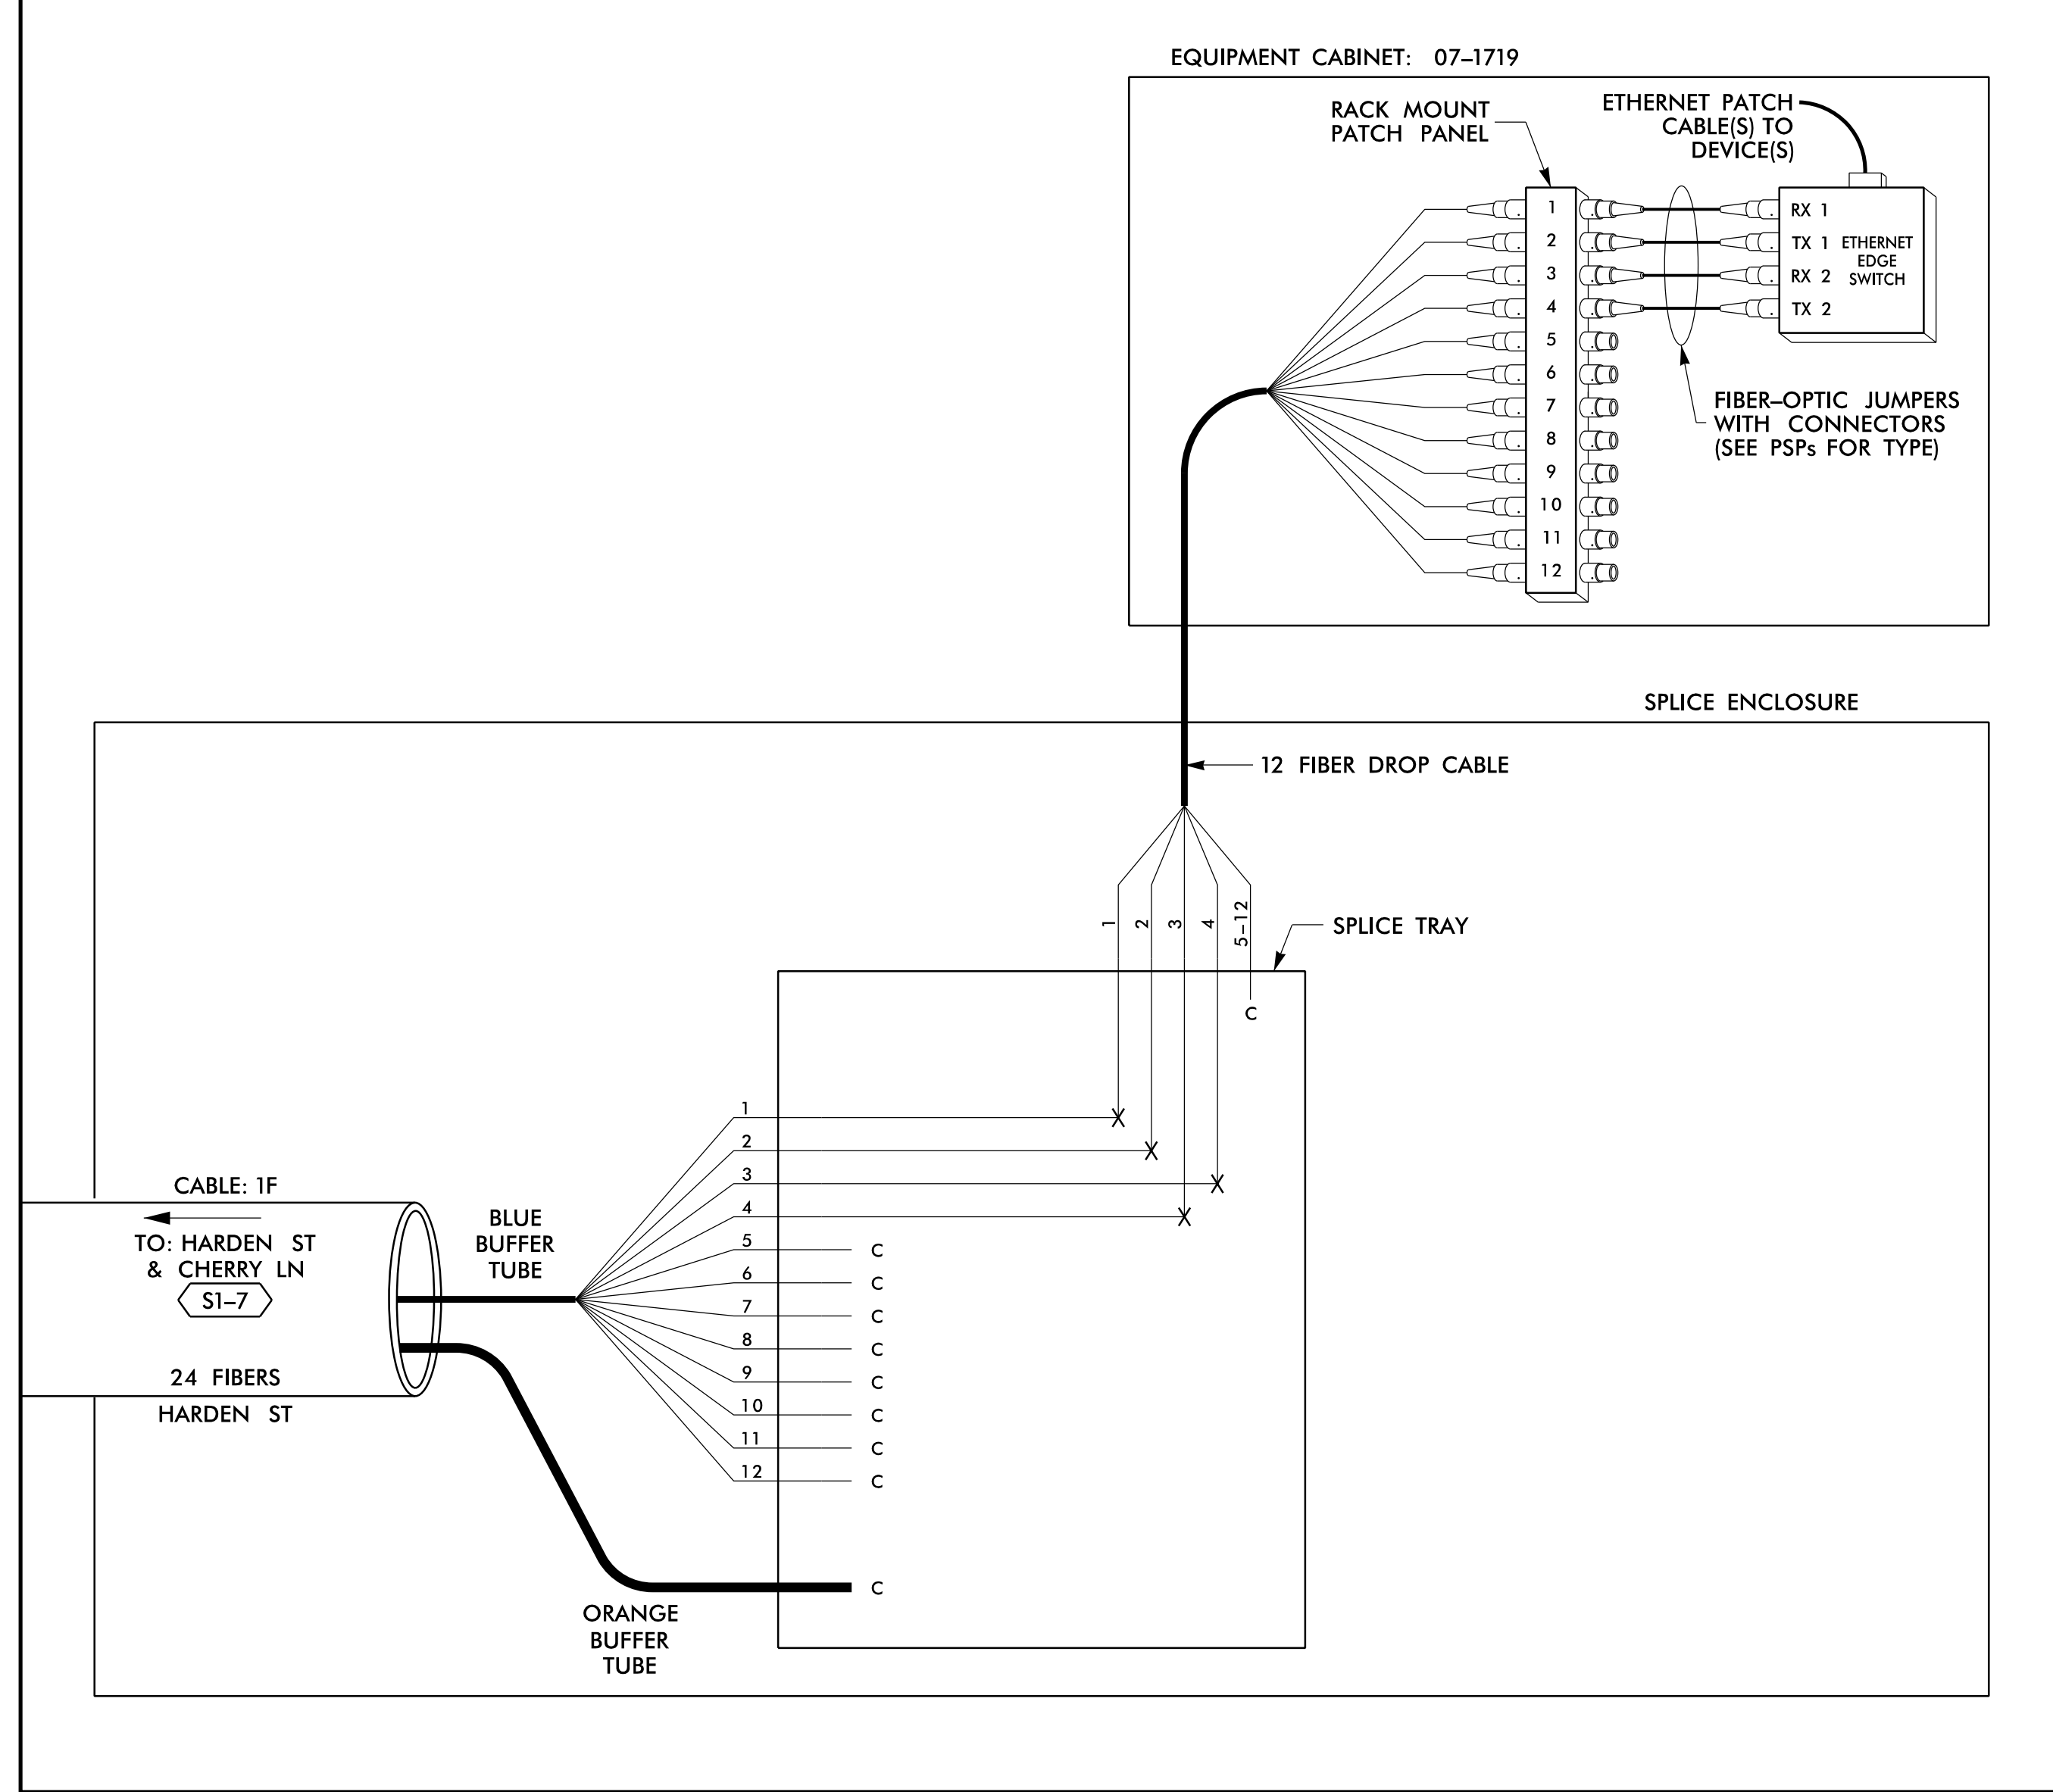 EQUIPMENT CABINET: 07–1719
RACK MOUNT
PATCH PANEL
ETHERNET PATCH
CABLE(S) TO
DEVICE(S)
1
2
3
4
5
6
7
8
9
10
11
12
RX 1
TX 1
RX 2
TX 2
ETHERNET
EDGE
SWITCH
FIBER–OPTIC JUMPERS
WITH CONNECTORS
(SEE PSPs FOR TYPE)
SPLICE ENCLOSURE
12 FIBER DROP CABLE
1
2
3
4
5–12
SPLICE TRAY
C
CABLE: 1F
TO: HARDEN ST
& CHERRY LN
S1–7
24 FIBERS
HARDEN ST
BLUE
BUFFER
TUBE
1
2
3
4
5 C
6 C
7 C
8 C
9 C
10 C
11 C
12 C
C
ORANGE
BUFFER
TUBE